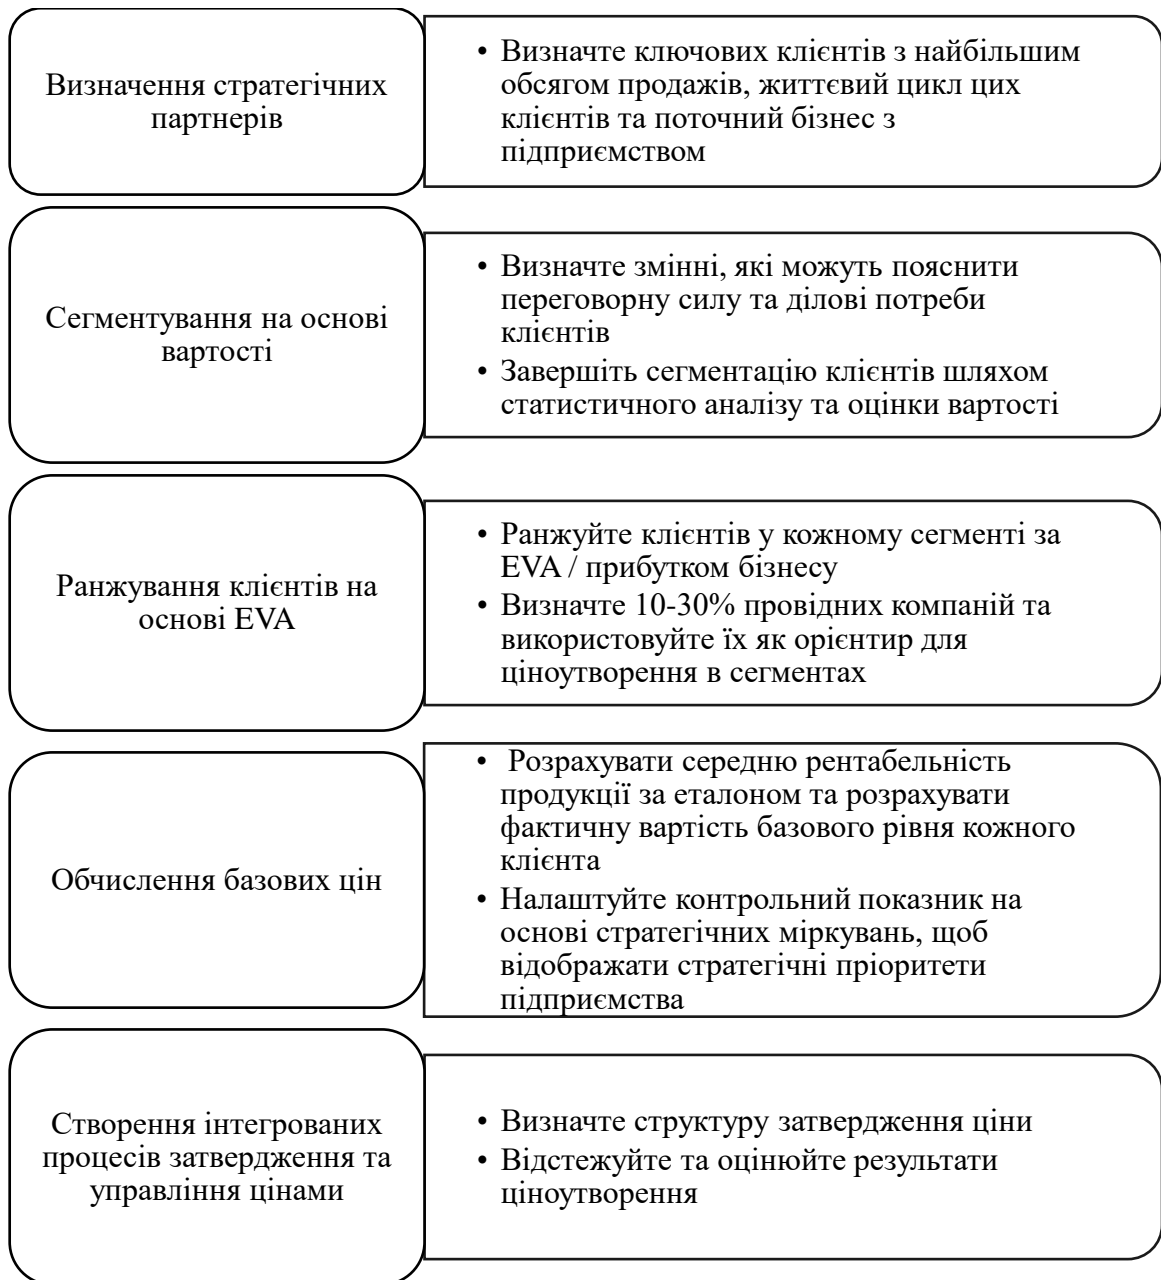 Визначення стратегічних
партнерів
• Визначте ключових клієнтів з найбільшим
обсягом продажів, життєвий цикл цих
клієнтів та поточний бізнес з
підприємством
Сегментування на основі
вартості
• Визначте змінні, які можуть пояснити
переговорну силу та ділові потреби
клієнтів
• Завершіть сегментацію клієнтів шляхом
статистичного аналізу та оцінки вартості
Ранжування клієнтів на
основі EVA
• Ранжуйте клієнтів у кожному сегменті за
EVA / прибутком бізнесу
• Визначте 10-30% провідних компаній та
використовуйте їх як орієнтир для
ціноутворення в сегментах
Обчислення базових цін
• Розрахувати середню рентабельність
продукції за еталоном та розрахувати
фактичну вартість базового рівня кожного
клієнта
• Налаштуйте контрольний показник на
основі стратегічних міркувань, щоб
відображати стратегічні пріоритети
підприємства
Створення інтегрованих
процесів затвердження та
управління цінами
• Визначте структуру затвердження ціни
• Відстежуйте та оцінюйте результати
ціноутворення